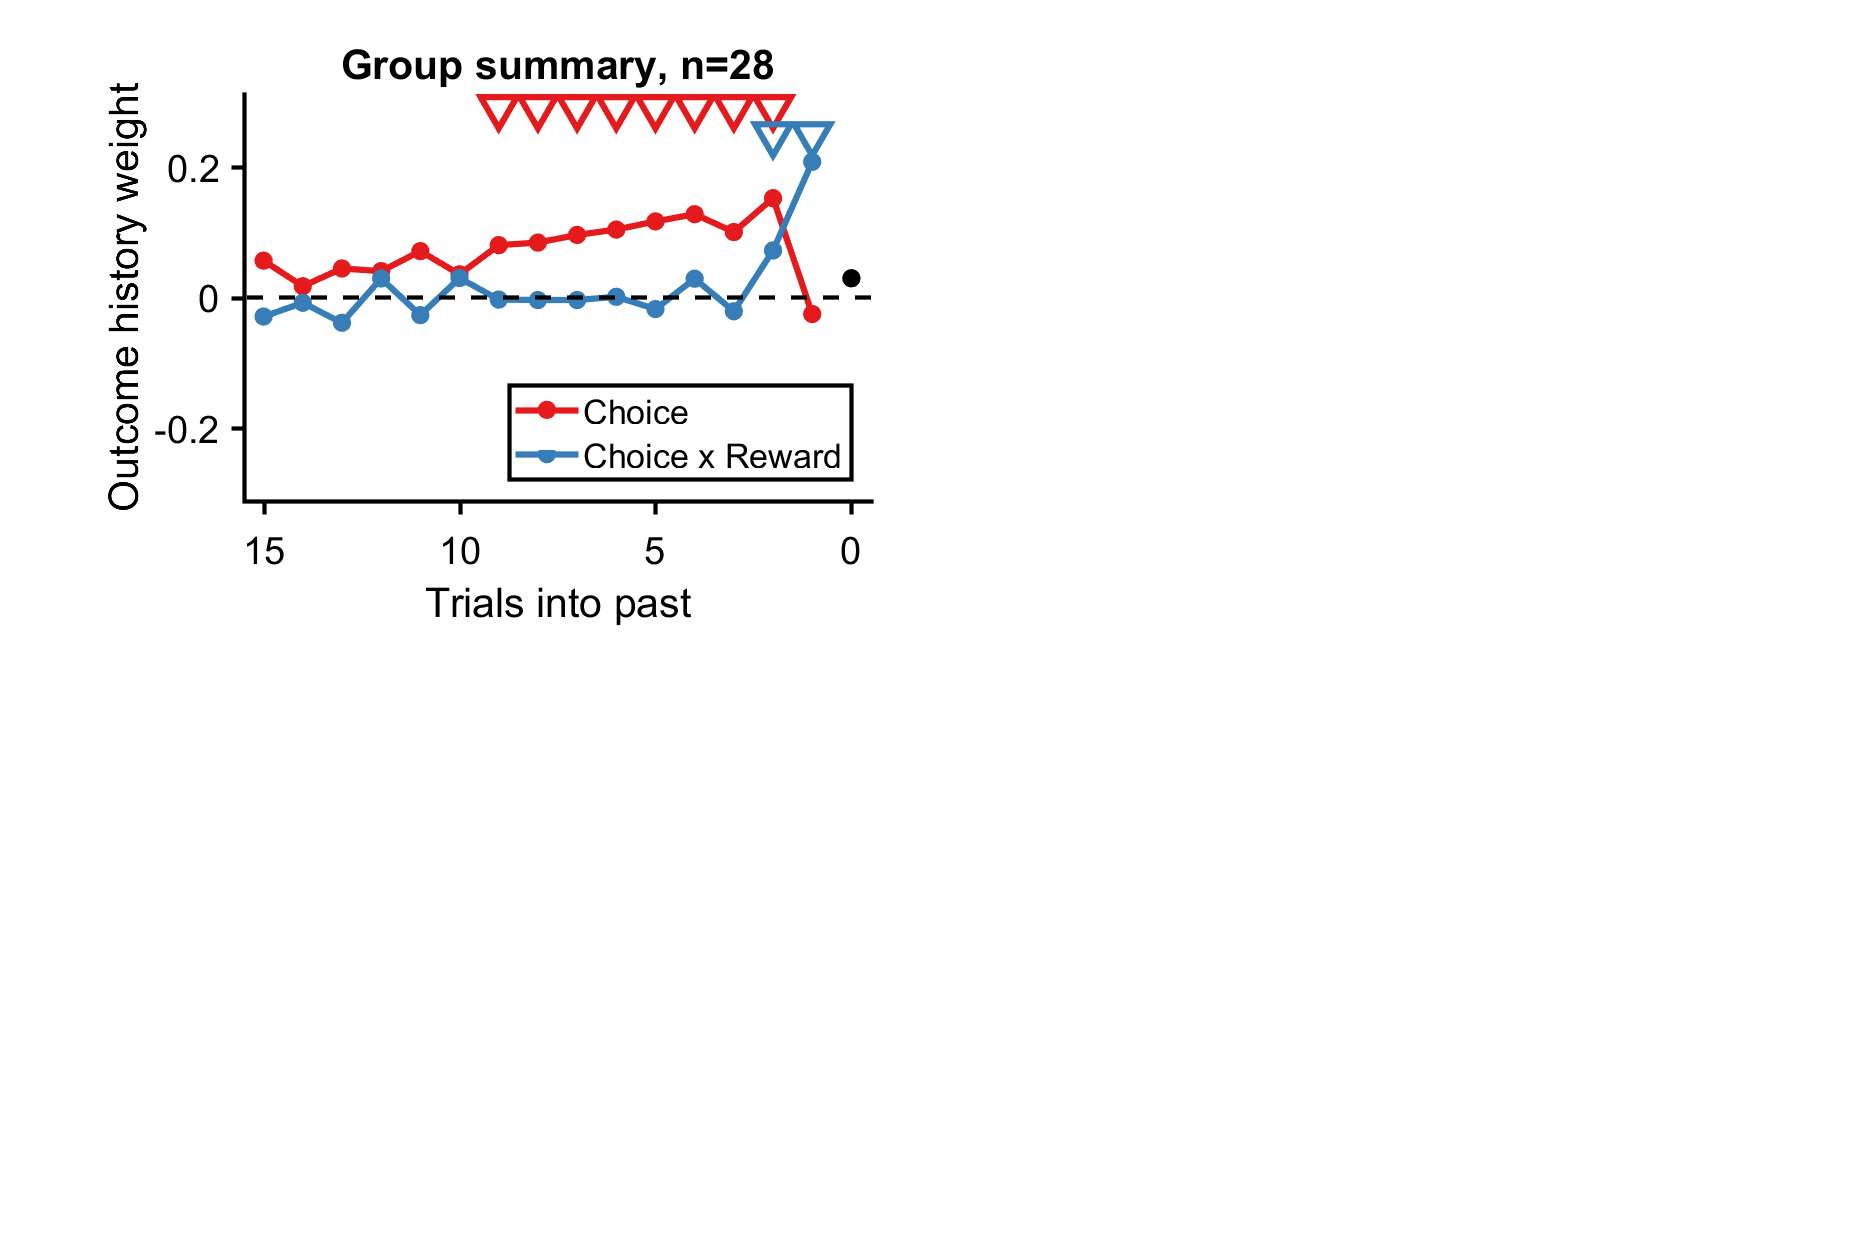 Group summary, n=28
Outcome history weight
0.2
0
-0.2
Choice
Choice x Reward
15 10 5 0
Trials into past